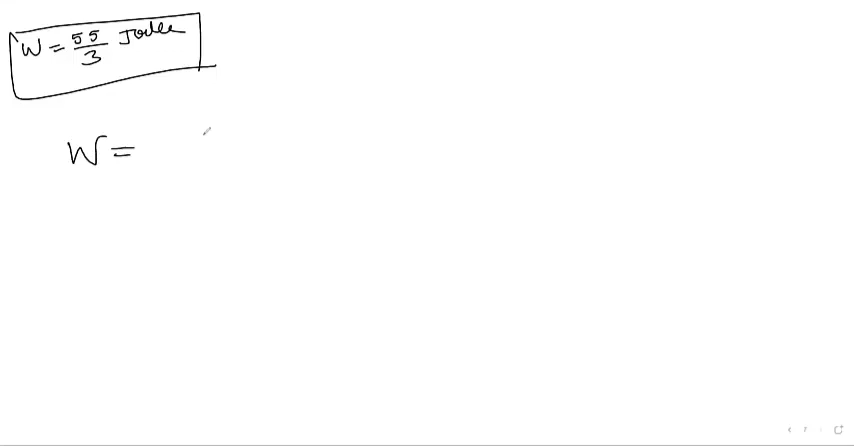 W = 55/3 Joule
W =